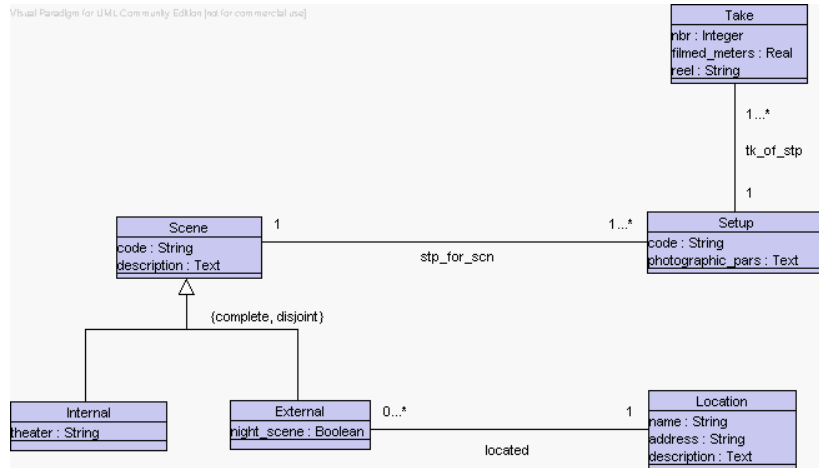 Visual Paradigm for UML Community Edition [not for commercial use]
Take
nbr : Integer
filmed_meters : Real
reel : String
1...*
tk_of_stp
1
Scene
code : String
description : Text
1
1...*
stp_for_scn
Setup
code : String
photographic_pars : Text
{complete, disjoint}
Internal
theater : String
External
night_scene : Boolean
0...*
1
located
Location
name : String
address : String
description : Text